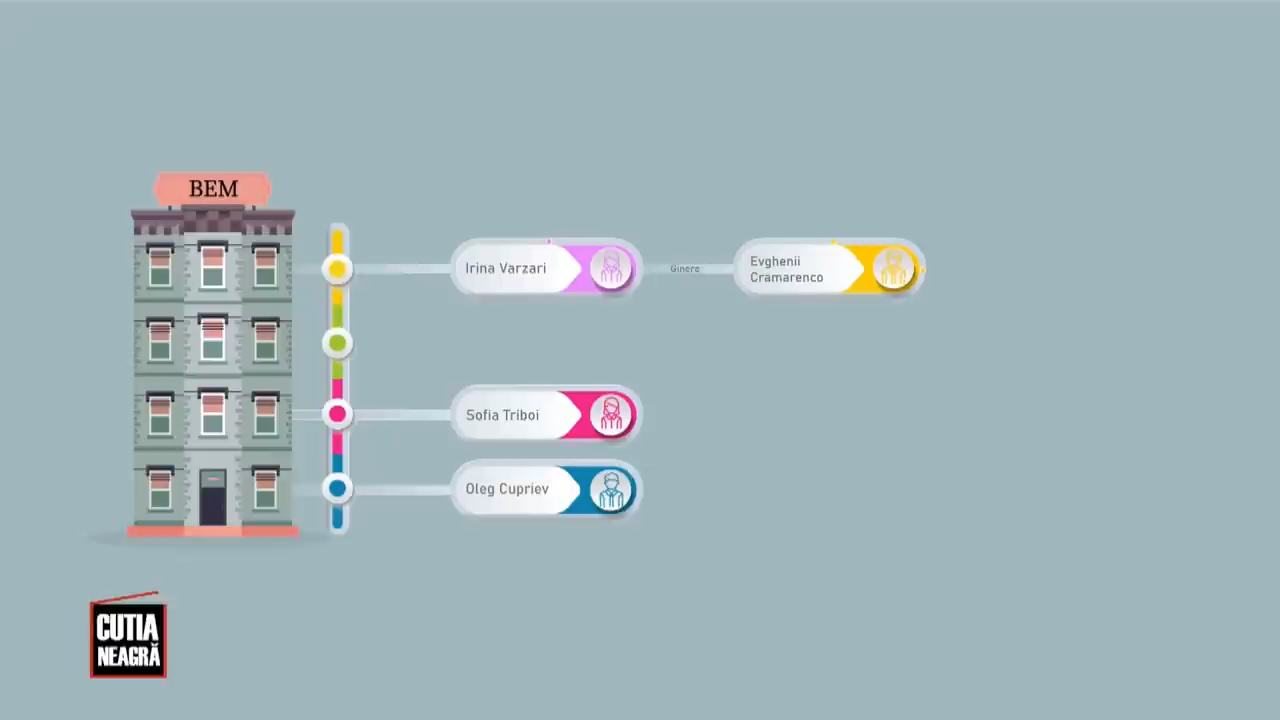 BEM
Irina Varzari
Ginere
Evghenii
Cramarenco
Sofia Triboi
Oleg Cupriev
CUTIA
NEAGRĂ